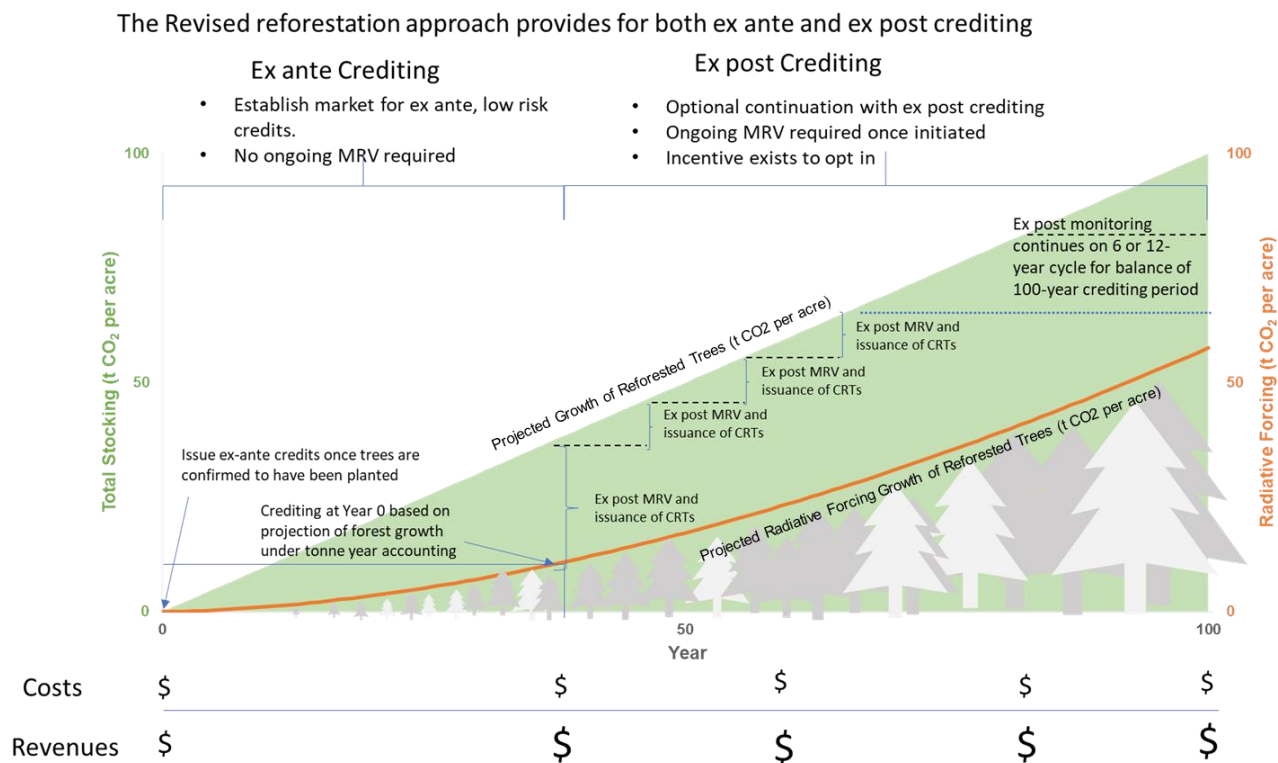 The Revised reforestation approach provides for both ex ante and ex post crediting
Ex ante Crediting
• Establish market for ex ante, low risk
credits.
• No ongoing MRV required
Ex post Crediting
• Optional continuation with ex post crediting
• Ongoing MRV required once initiated
• Incentive exists to opt in
100
50
0
Total Stocking (t CO₂ per acre)
100
50
0
Radiative Forcing (t CO₂ per acre)
Ex post monitoring
continues on 6 or 12-
year cycle for balance of
100-year crediting period
Projected Growth of Reforested Trees (t CO2 per acre)
Ex post MRV and
issuance of CRTs
Ex post MRV and
issuance of CRTs
Ex post MRV and
issuance of CRTs
Ex post MRV and
issuance of CRTs
Issue ex-ante credits once trees are
confirmed to have been planted
Crediting at Year 0 based on
projection of forest growth
under tonne year accounting
Projected Radiative Forcing Growth of Reforested Trees (t CO2 per acre)
0 50 100
Year
Costs $ $ $ $ $
Revenues $ $ $ $ $